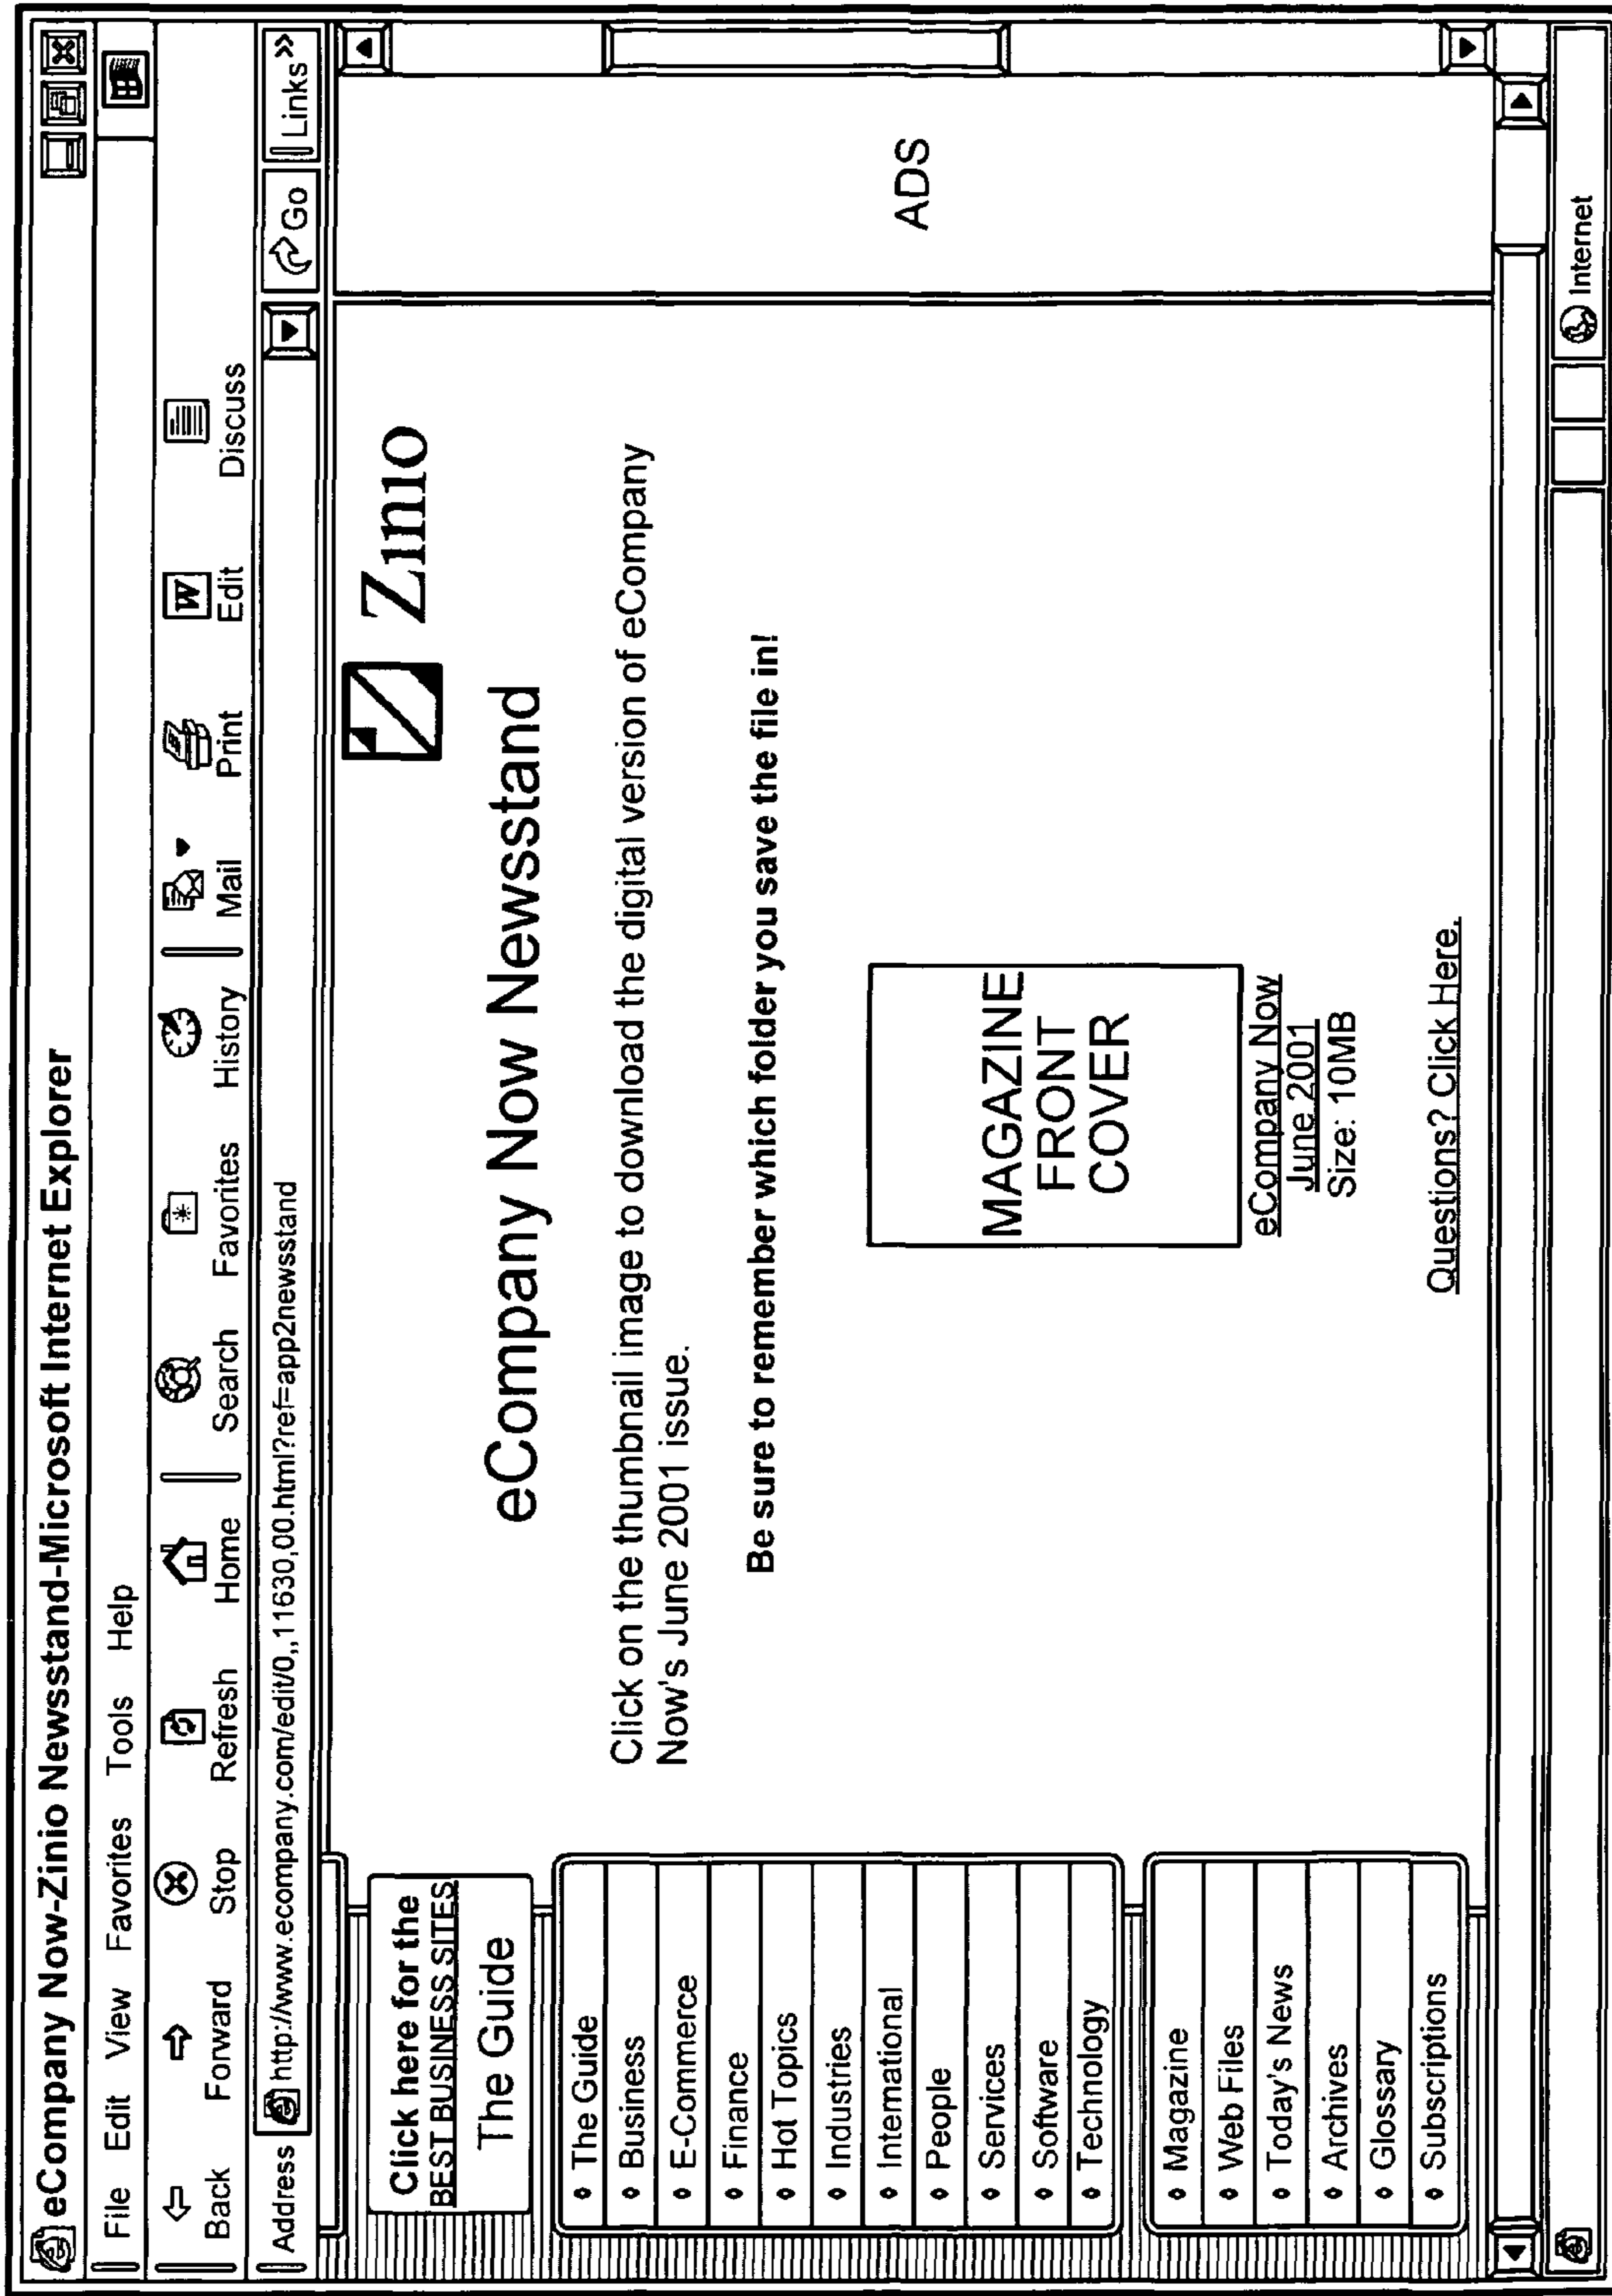 eCompany Now-Zinio Newsstand-Microsoft Internet Explorer
File Edit View Favorites Tools Help
Back Forward Stop Refresh Home Search Favorites History Mail Print Edit Discuss
Address http://www.ecompany.com/edit/0,,11630,00.html?ref=app2newsstand Go Links»
Click here for the
BEST BUSINESS SITES
The Guide
The Guide
Business
E-Commerce
Finance
Hot Topics
Industries
International
People
Services
Software
Technology
Magazine
Web Files
Today's News
Archives
Glossary
Subscriptions
Zinio
eCompany Now Newsstand
Click on the thumbnail image to download the digital version of eCompany
Now's June 2001 issue.
Be sure to remember which folder you save the file in!
MAGAZINE
FRONT
COVER
eCompany Now
June 2001
Size: 10MB
Questions? Click Here.
ADS
Internet